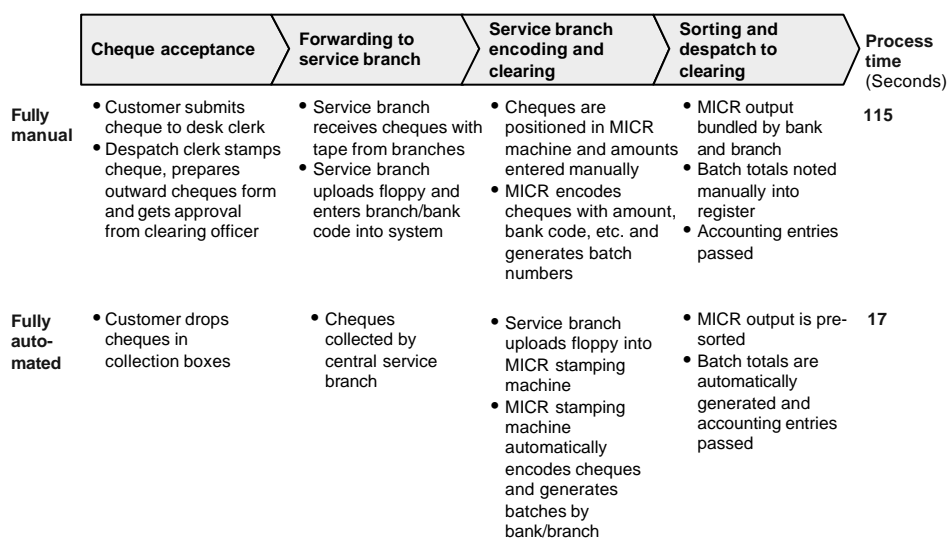 Cheque acceptance
Forwarding to
service branch
Service branch
encoding and
clearing
Sorting and
despatch to
clearing
Process
time
(Seconds)
Fully
manual
• Customer submits
cheque to desk clerk
• Despatch clerk stamps
cheque, prepares
outward cheques form
and gets approval
from clearing officer
• Service branch
receives cheques with
tape from branches
• Service branch
uploads floppy and
enters branch/bank
code into system
• Cheques are
positioned in MICR
machine and amounts
entered manually
• MICR encodes
cheques with amount,
bank code, etc. and
generates batch
numbers
• MICR output
bundled by bank
and branch
• Batch totals noted
manually into
register
• Accounting entries
passed
115
Fully
auto-
mated
• Customer drops
cheques in
collection boxes
• Cheques
collected by
central service
branch
• Service branch
uploads floppy into
MICR stamping
machine
• MICR stamping
machine
automatically
encodes cheques
and generates
batches by
bank/branch
• MICR output is pre-
sorted
• Batch totals are
automatically
generated and
accounting entries
passed
17